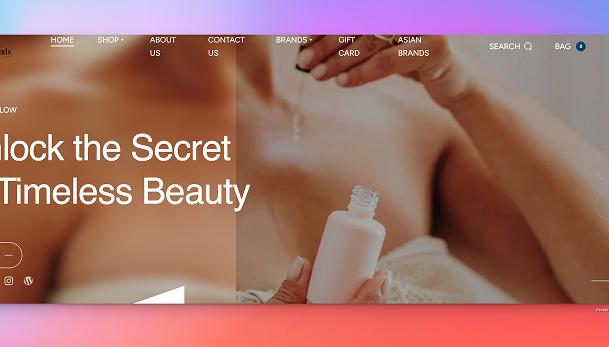 HOME
SHOP
ABOUT US
CONTACT US
BRANDS
GIFT CARD
ASIAN BRANDS
SEARCH
BAG 0
nds
LOW
nlock the Secret
Timeless Beauty